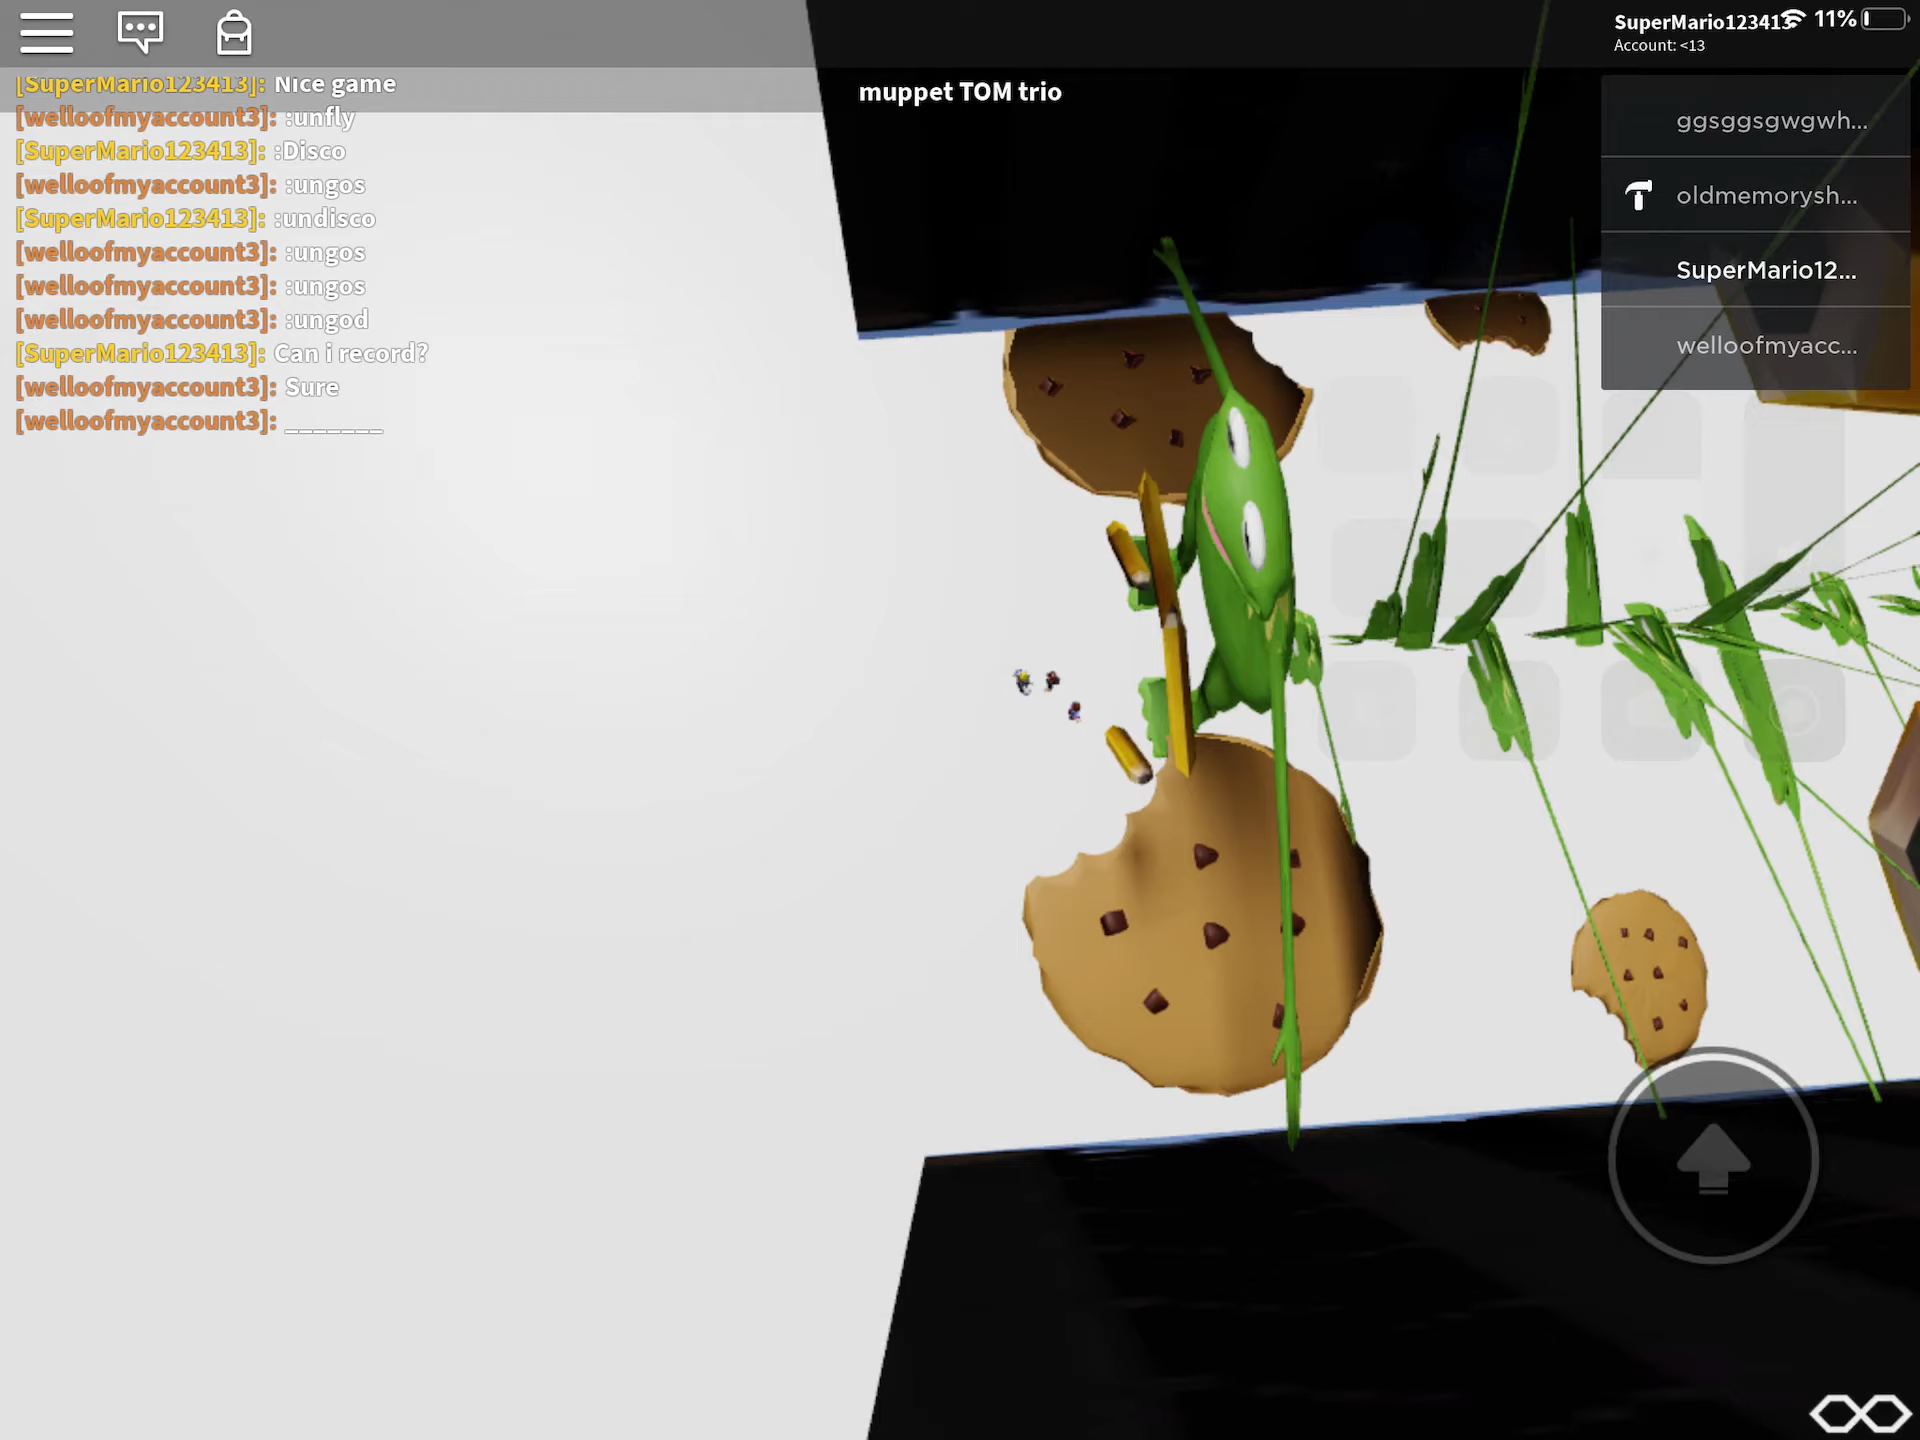 SuperMario123413
11%
Account: <13
[SuperMario123413]: Nice game
[welloofmyaccount3]: :unfly
[SuperMario123413]: :Disco
[welloofmyaccount3]: :ungos
[SuperMario123413]: :undisco
[welloofmyaccount3]: :ungos
[welloofmyaccount3]: :ungos
[welloofmyaccount3]: :ungod
[SuperMario123413]: Can i record?
[welloofmyaccount3]: Sure
[welloofmyaccount3]: _______
muppet TOM trio
ggsggsgwgwh...
oldmemorysh...
SuperMario12...
welloofmyacc...